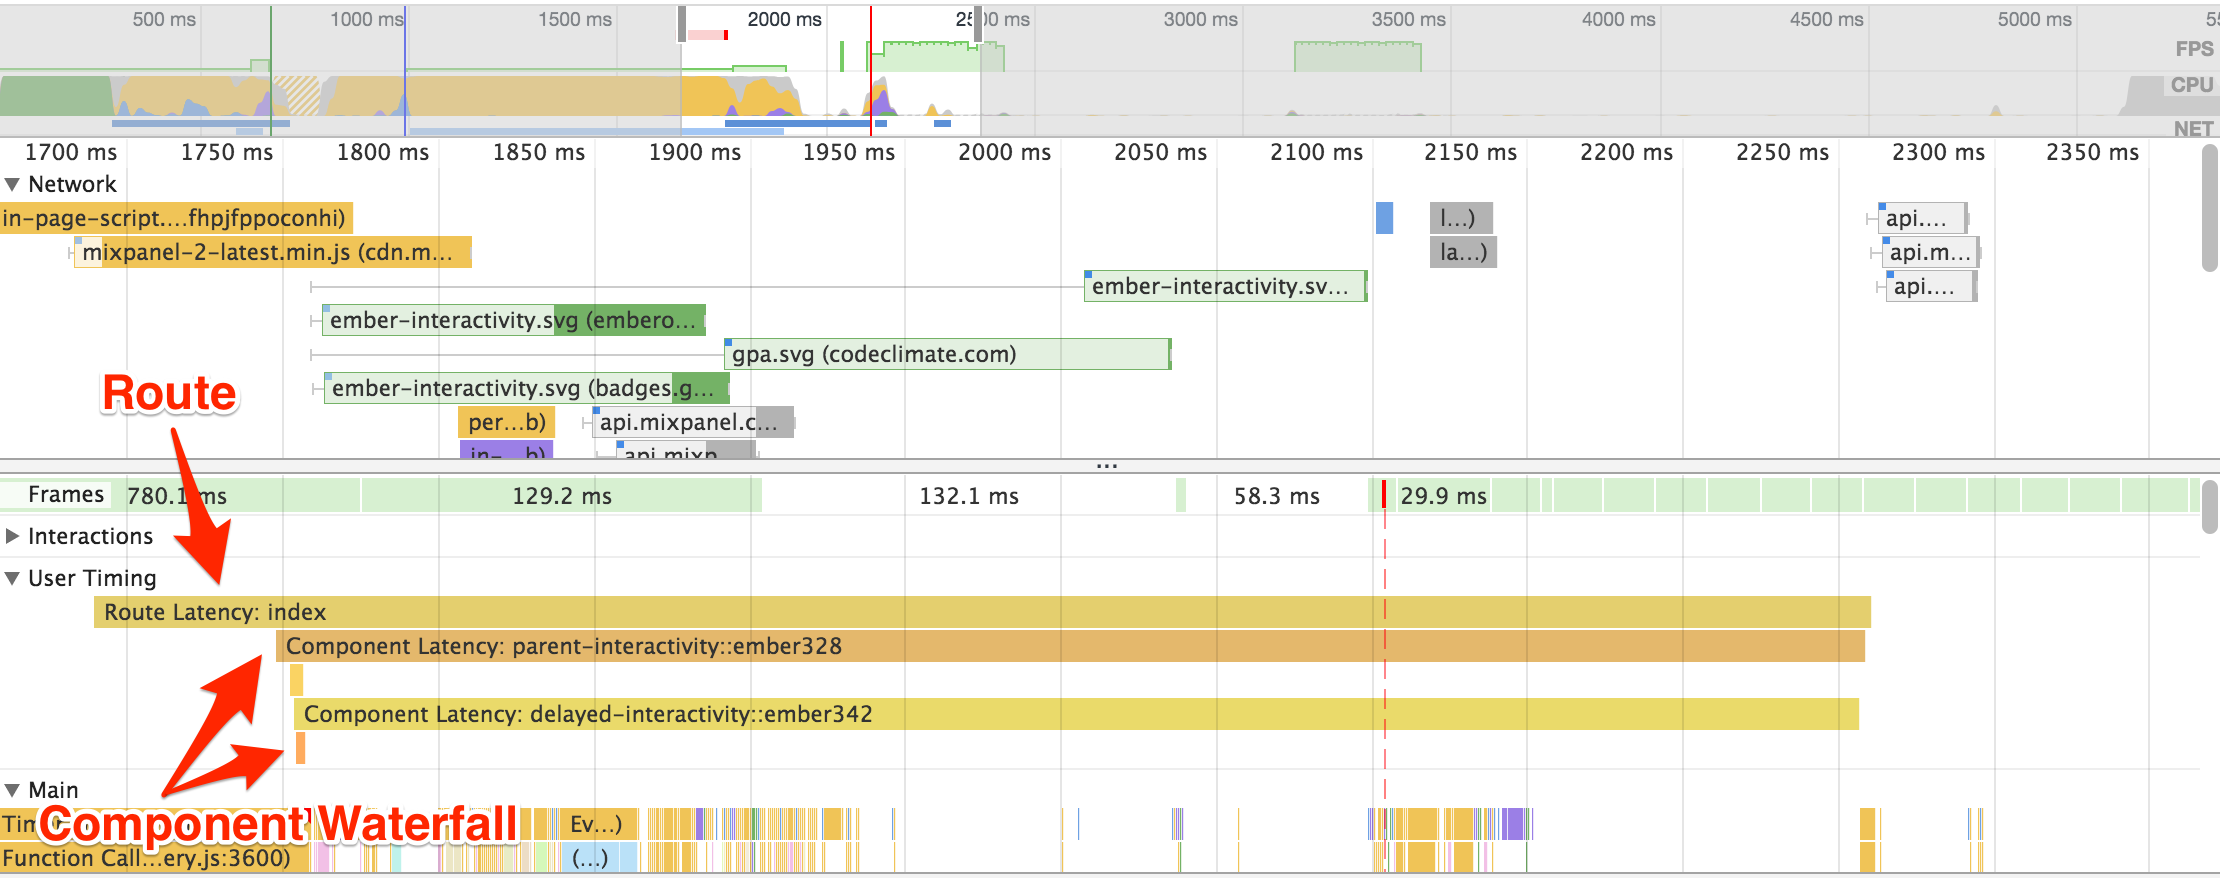 500 ms 1000 ms 1500 ms 2000 ms 2500 ms 3000 ms 3500 ms 4000 ms 4500 ms 5000 ms 55
FPS
CPU
NET
1700 ms 1750 ms 1800 ms 1850 ms 1900 ms 1950 ms 2000 ms 2050 ms 2100 ms 2150 ms 2200 ms 2250 ms 2300 ms 2350 ms
Network
in-page-script....fhpjfppoconhi) l...) api....
mixpanel-2-latest.min.js (cdn.m... la...) api.m...
ember-interactivity.sv... api....
ember-interactivity.svg (embero...
gpa.svg (codeclimate.com)
ember-interactivity.svg (badges.g...
Route
per...b) api.mixpanel.c...
in-...b) api.mixp
...
Frames 780.1 ms 129.2 ms 132.1 ms 58.3 ms 29.9 ms
Interactions
User Timing
Route Latency: index
Component Latency: parent-interactivity::ember328
Component Latency: delayed-interactivity::ember342
Main
Component Waterfall
Ev...)
Function Call...ery.js:3600) (...)